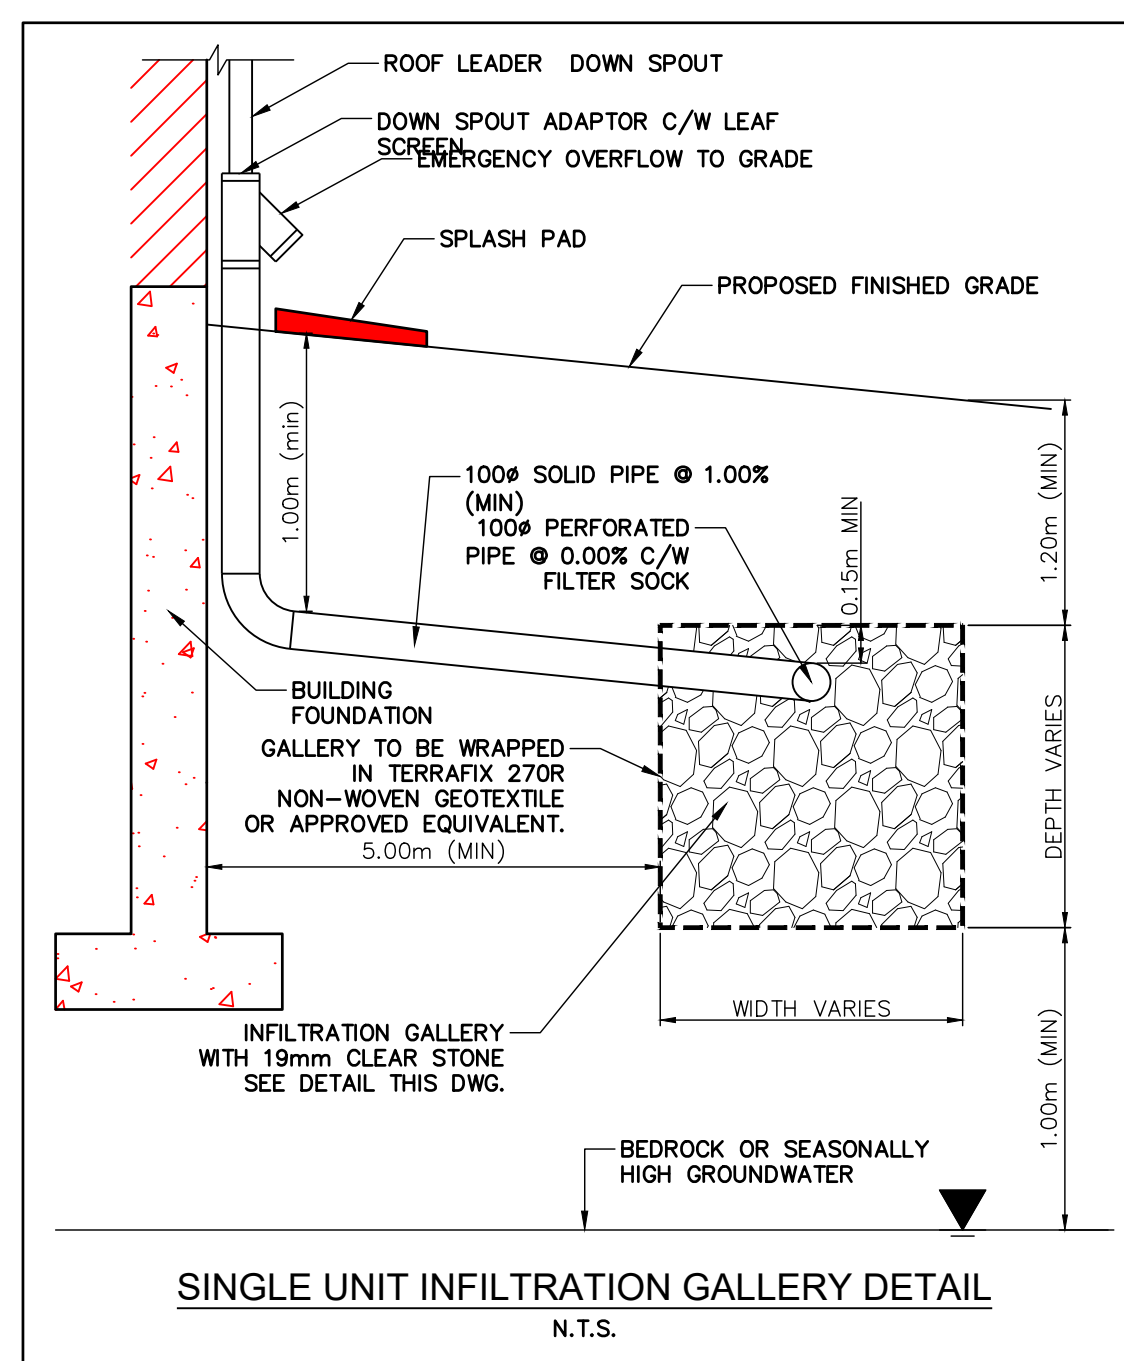 ROOF LEADER  DOWN SPOUT
DOWN SPOUT ADAPTOR C/W LEAF
SCREEN
EMERGENCY OVERFLOW TO GRADE
SPLASH PAD
PROPOSED FINISHED GRADE
1.00m (min)
100ø SOLID PIPE @ 1.00%
(MIN)
100ø PERFORATED
PIPE @ 0.00% C/W
FILTER SOCK
0.15m MIN
1.20m (MIN)
BUILDING
FOUNDATION
GALLERY TO BE WRAPPED
IN TERRAFIX 270R
NON-WOVEN GEOTEXTILE
OR APPROVED EQUIVALENT.
5.00m (MIN)
DEPTH VARIES
WIDTH VARIES
INFILTRATION GALLERY
WITH 19mm CLEAR STONE
SEE DETAIL THIS DWG.
1.00m (MIN)
BEDROCK OR SEASONALLY
HIGH GROUNDWATER
SINGLE UNIT INFILTRATION GALLERY DETAIL
N.T.S.